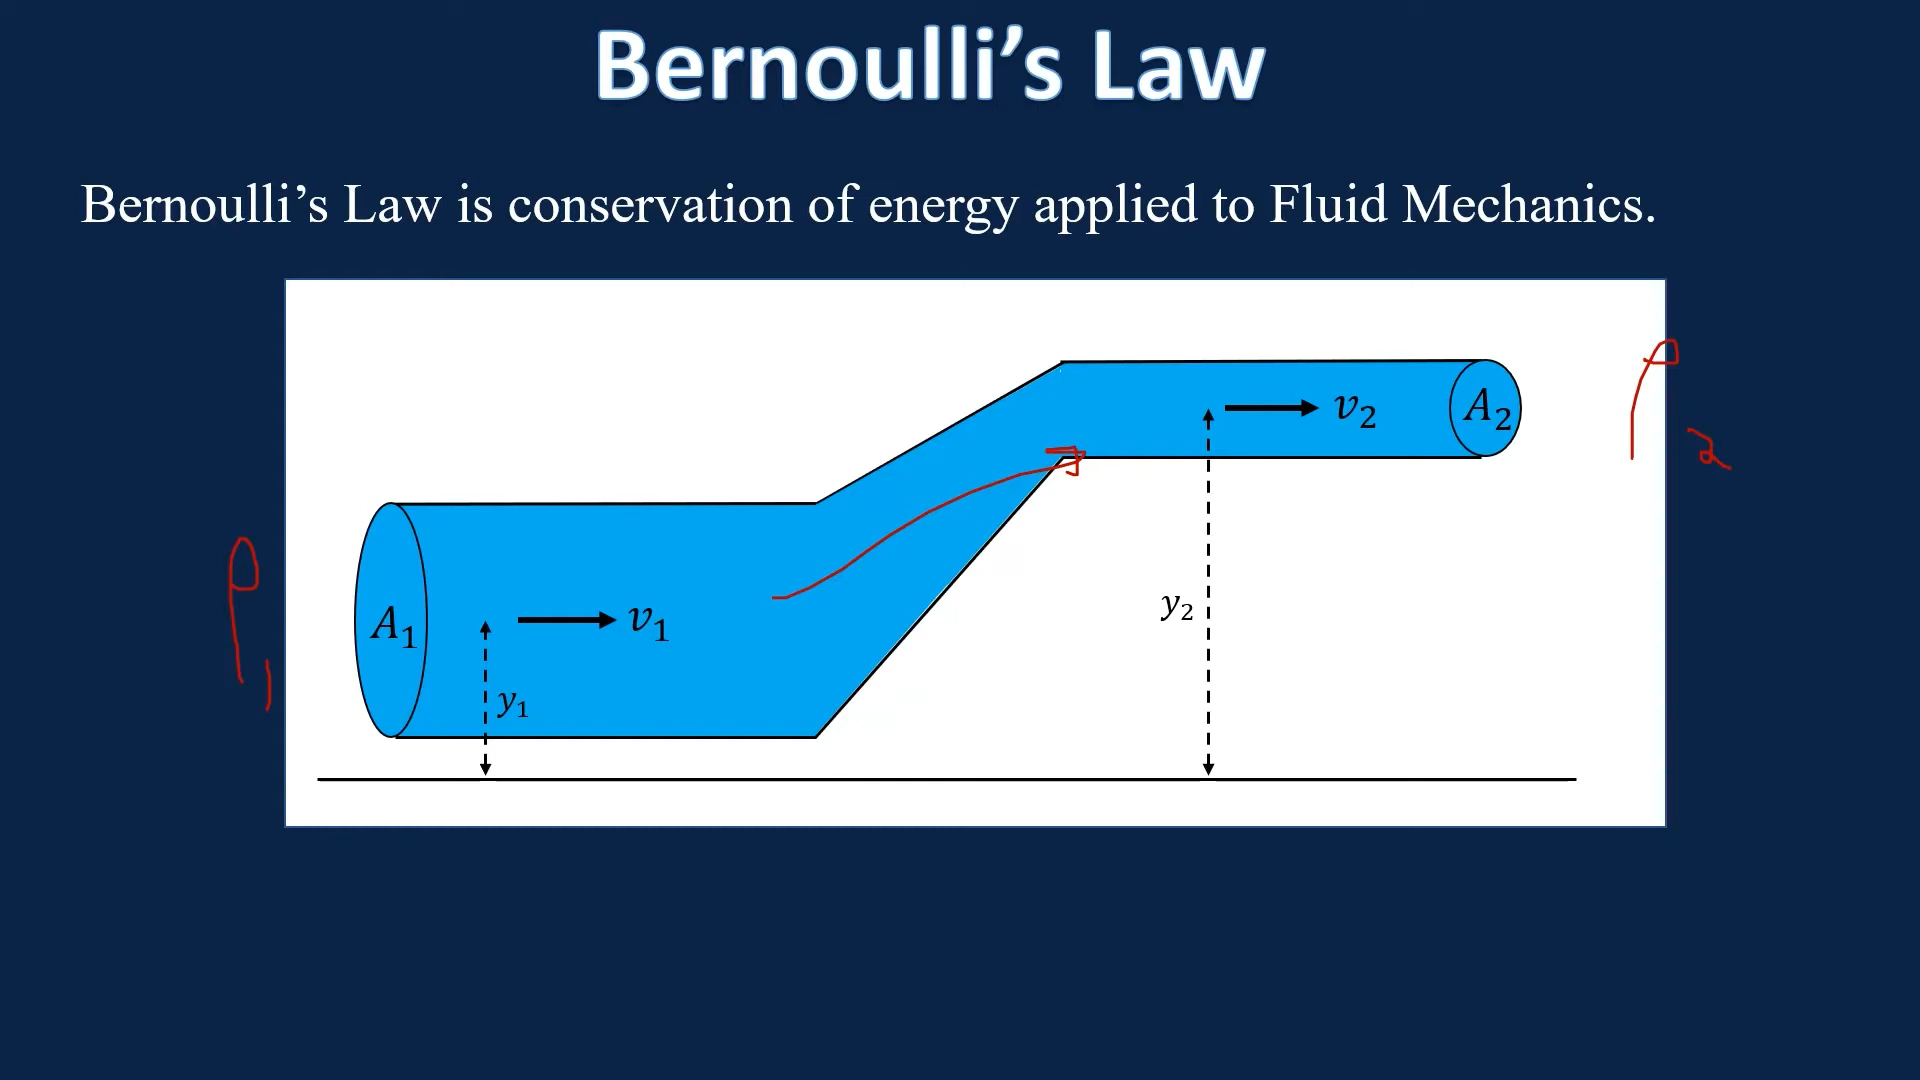 Bernoulli’s Law
Bernoulli’s Law is conservation of energy applied to Fluid Mechanics.
P₁
A₁
v₁
y₁
y₂
v₂
A₂
P₂